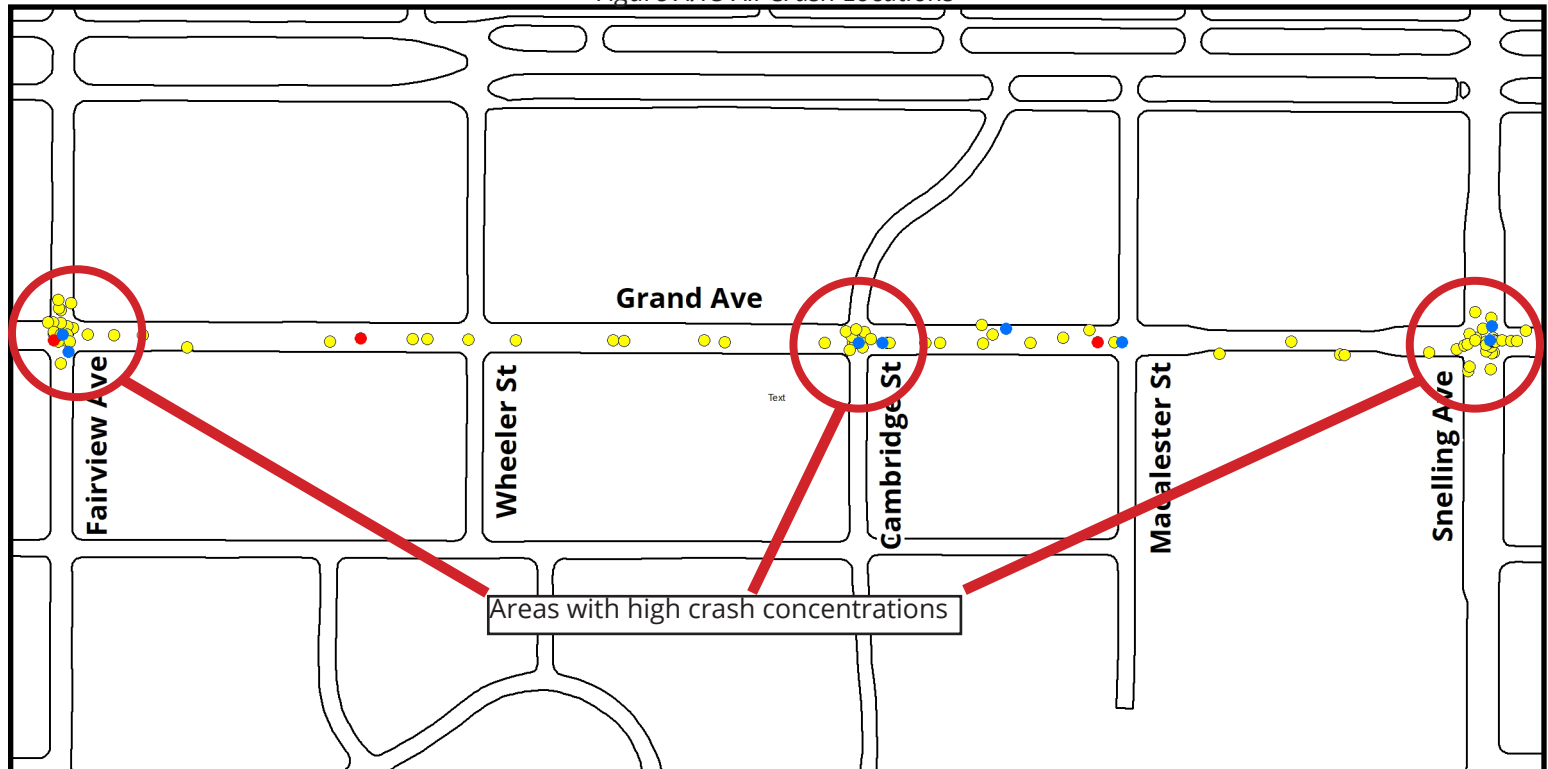 Grand Ave
Fairview Ave
Wheeler St
Text
Cambridge St
Macalester St
Snelling Ave
Areas with high crash concentrations